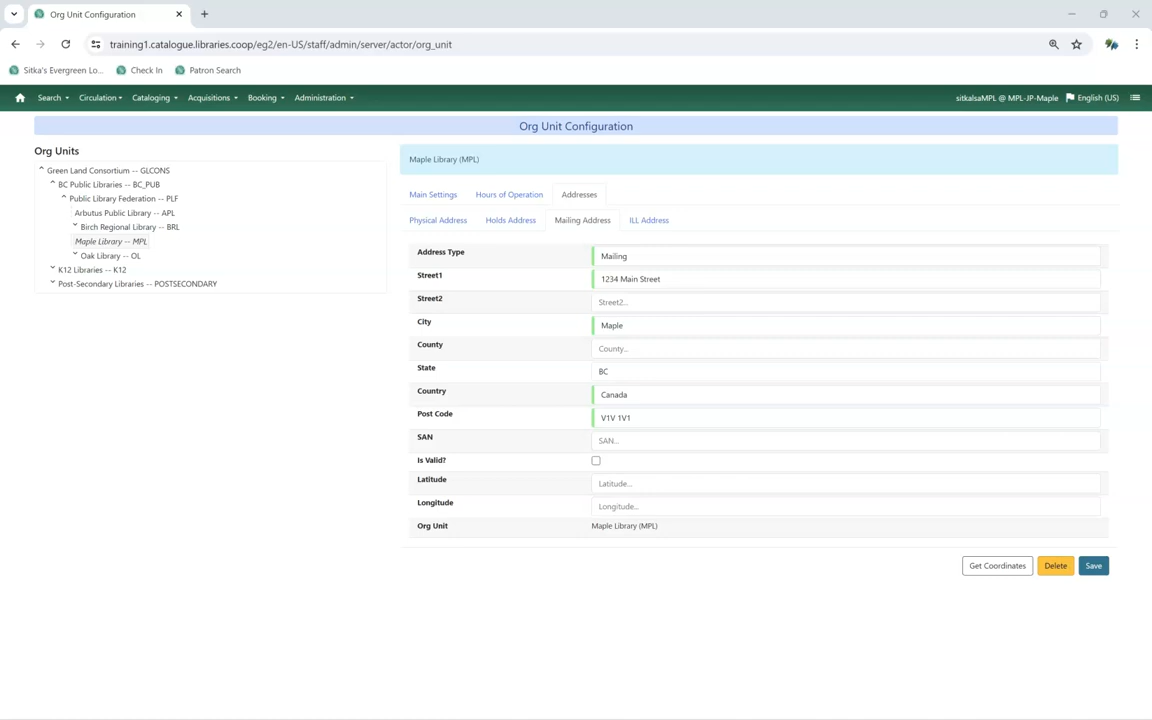 Org Unit Configuration
training1.catalogue.libraries.coop/eg2/en-US/staff/admin/server/actor/org_unit
Sitka's Evergreen Lo... Check In Patron Search
Search Circulation Cataloging Acquisitions Booking Administration sitkalsaMPL @ MPL-JP-Maple English (US)
Org Unit Configuration
Org Units
Green Land Consortium -- GLCONS
BC Public Libraries -- BC_PUB
Public Library Federation -- PLF
Arbutus Public Library -- APL
Birch Regional Library -- BRL
Maple Library -- MPL
Oak Library -- OL
K12 Libraries -- K12
Post-Secondary Libraries -- POSTSECONDARY
Maple Library (MPL)
Main Settings Hours of Operation Addresses
Physical Address Holds Address Mailing Address ILL Address
Address Type Mailing
Street1 1234 Main Street
Street2 Street2...
City Maple
County County...
State BC
Country Canada
Post Code V1V 1V1
SAN SAN...
Is Valid?
Latitude Latitude...
Longitude Longitude...
Org Unit Maple Library (MPL)
Get Coordinates Delete Save